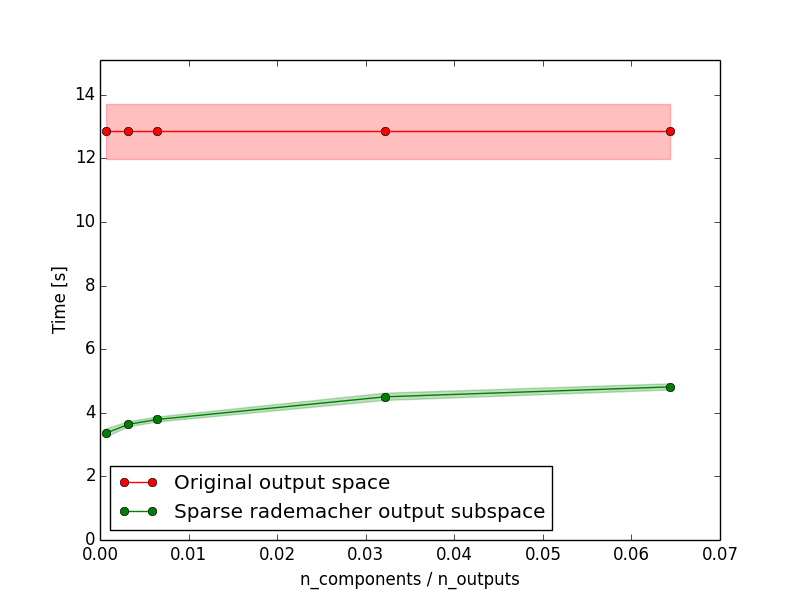 14
12
10
8
6
4
2
0
Time [s]
Original output space
Sparse rademacher output subspace
0.00 0.01 0.02 0.03 0.04 0.05 0.06 0.07
n_components / n_outputs